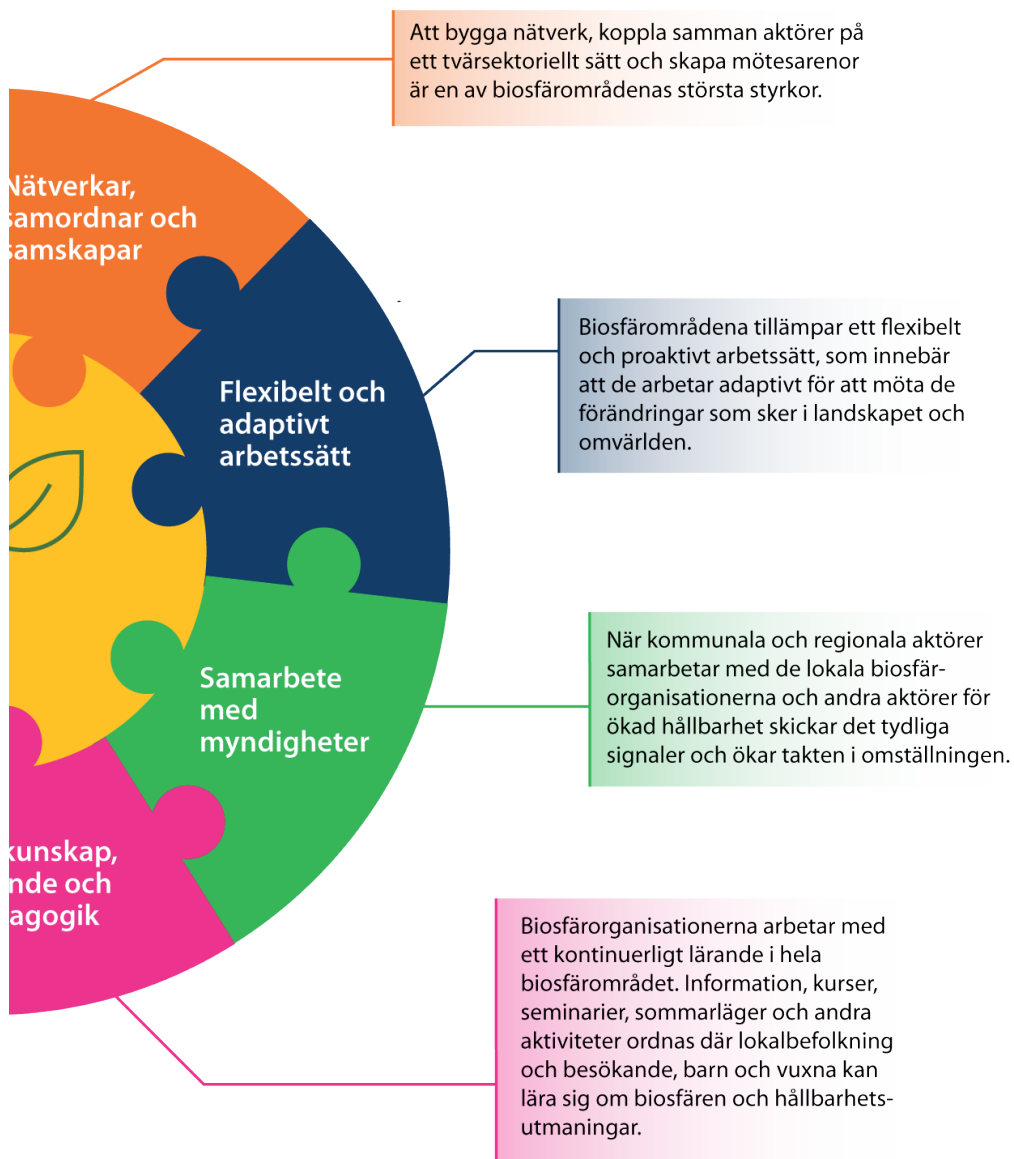 Att bygga nätverk, koppla samman aktörer på
ett tvärsektoriellt sätt och skapa mötesarenor
är en av biosfärområdenas största styrkor.
Nätverkar,
samordnar och
samskapar
Biosfärområdena tillämpar ett flexibelt
och proaktivt arbetssätt, som innebär
att de arbetar adaptivt för att möta de
förändringar som sker i landskapet och
omvärlden.
Flexibelt och
adaptivt
arbetssätt
När kommunala och regionala aktörer
samarbetar med de lokala biosfär-
organisationerna och andra aktörer för
ökad hållbarhet skickar det tydliga
signaler och ökar takten i omställningen.
Samarbete
med
myndigheter
kunskap,
nde och
agogik
Biosfärorganisationerna arbetar med
ett kontinuerligt lärande i hela
biosfärområdet. Information, kurser,
seminarier, sommarläger och andra
aktiviteter ordnas där lokalbefolkning
och besökande, barn och vuxna kan
lära sig om biosfären och hållbarhets-
utmaningar.